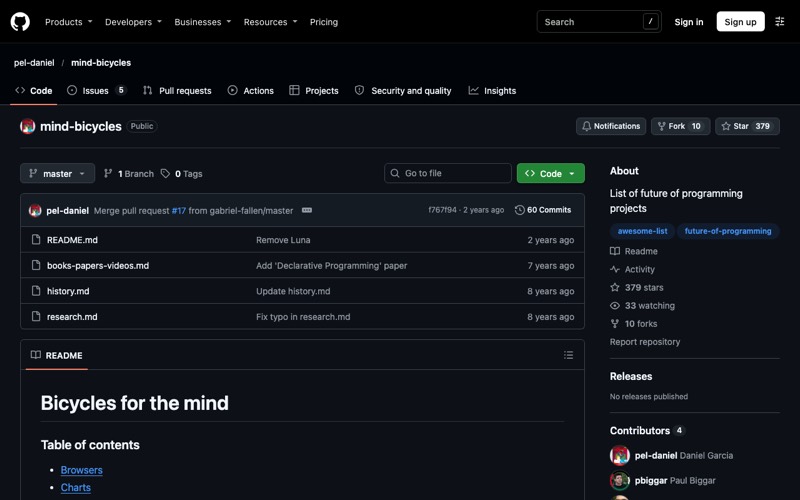 Products Developers Businesses Resources Pricing Search / Sign in Sign up
pel-daniel / mind-bicycles
Code Issues 5 Pull requests Actions Projects Security and quality Insights
mind-bicycles Public Notifications Fork 10 Star 379
master 1 Branch 0 Tags Go to file Code
pel-daniel Merge pull request #17 from gabriel-fallen/master f767f94 · 2 years ago 60 Commits
README.md Remove Luna 2 years ago
books-papers-videos.md Add 'Declarative Programming' paper 7 years ago
history.md Update history.md 8 years ago
research.md Fix typo in research.md 8 years ago
README
Bicycles for the mind
Table of contents
Browsers
Charts
About
List of future of programming
projects
awesome-list future-of-programming
Readme
Activity
379 stars
33 watching
10 forks
Report repository
Releases
No releases published
Contributors 4
pel-daniel Daniel Garcia
pbiggar Paul Biggar